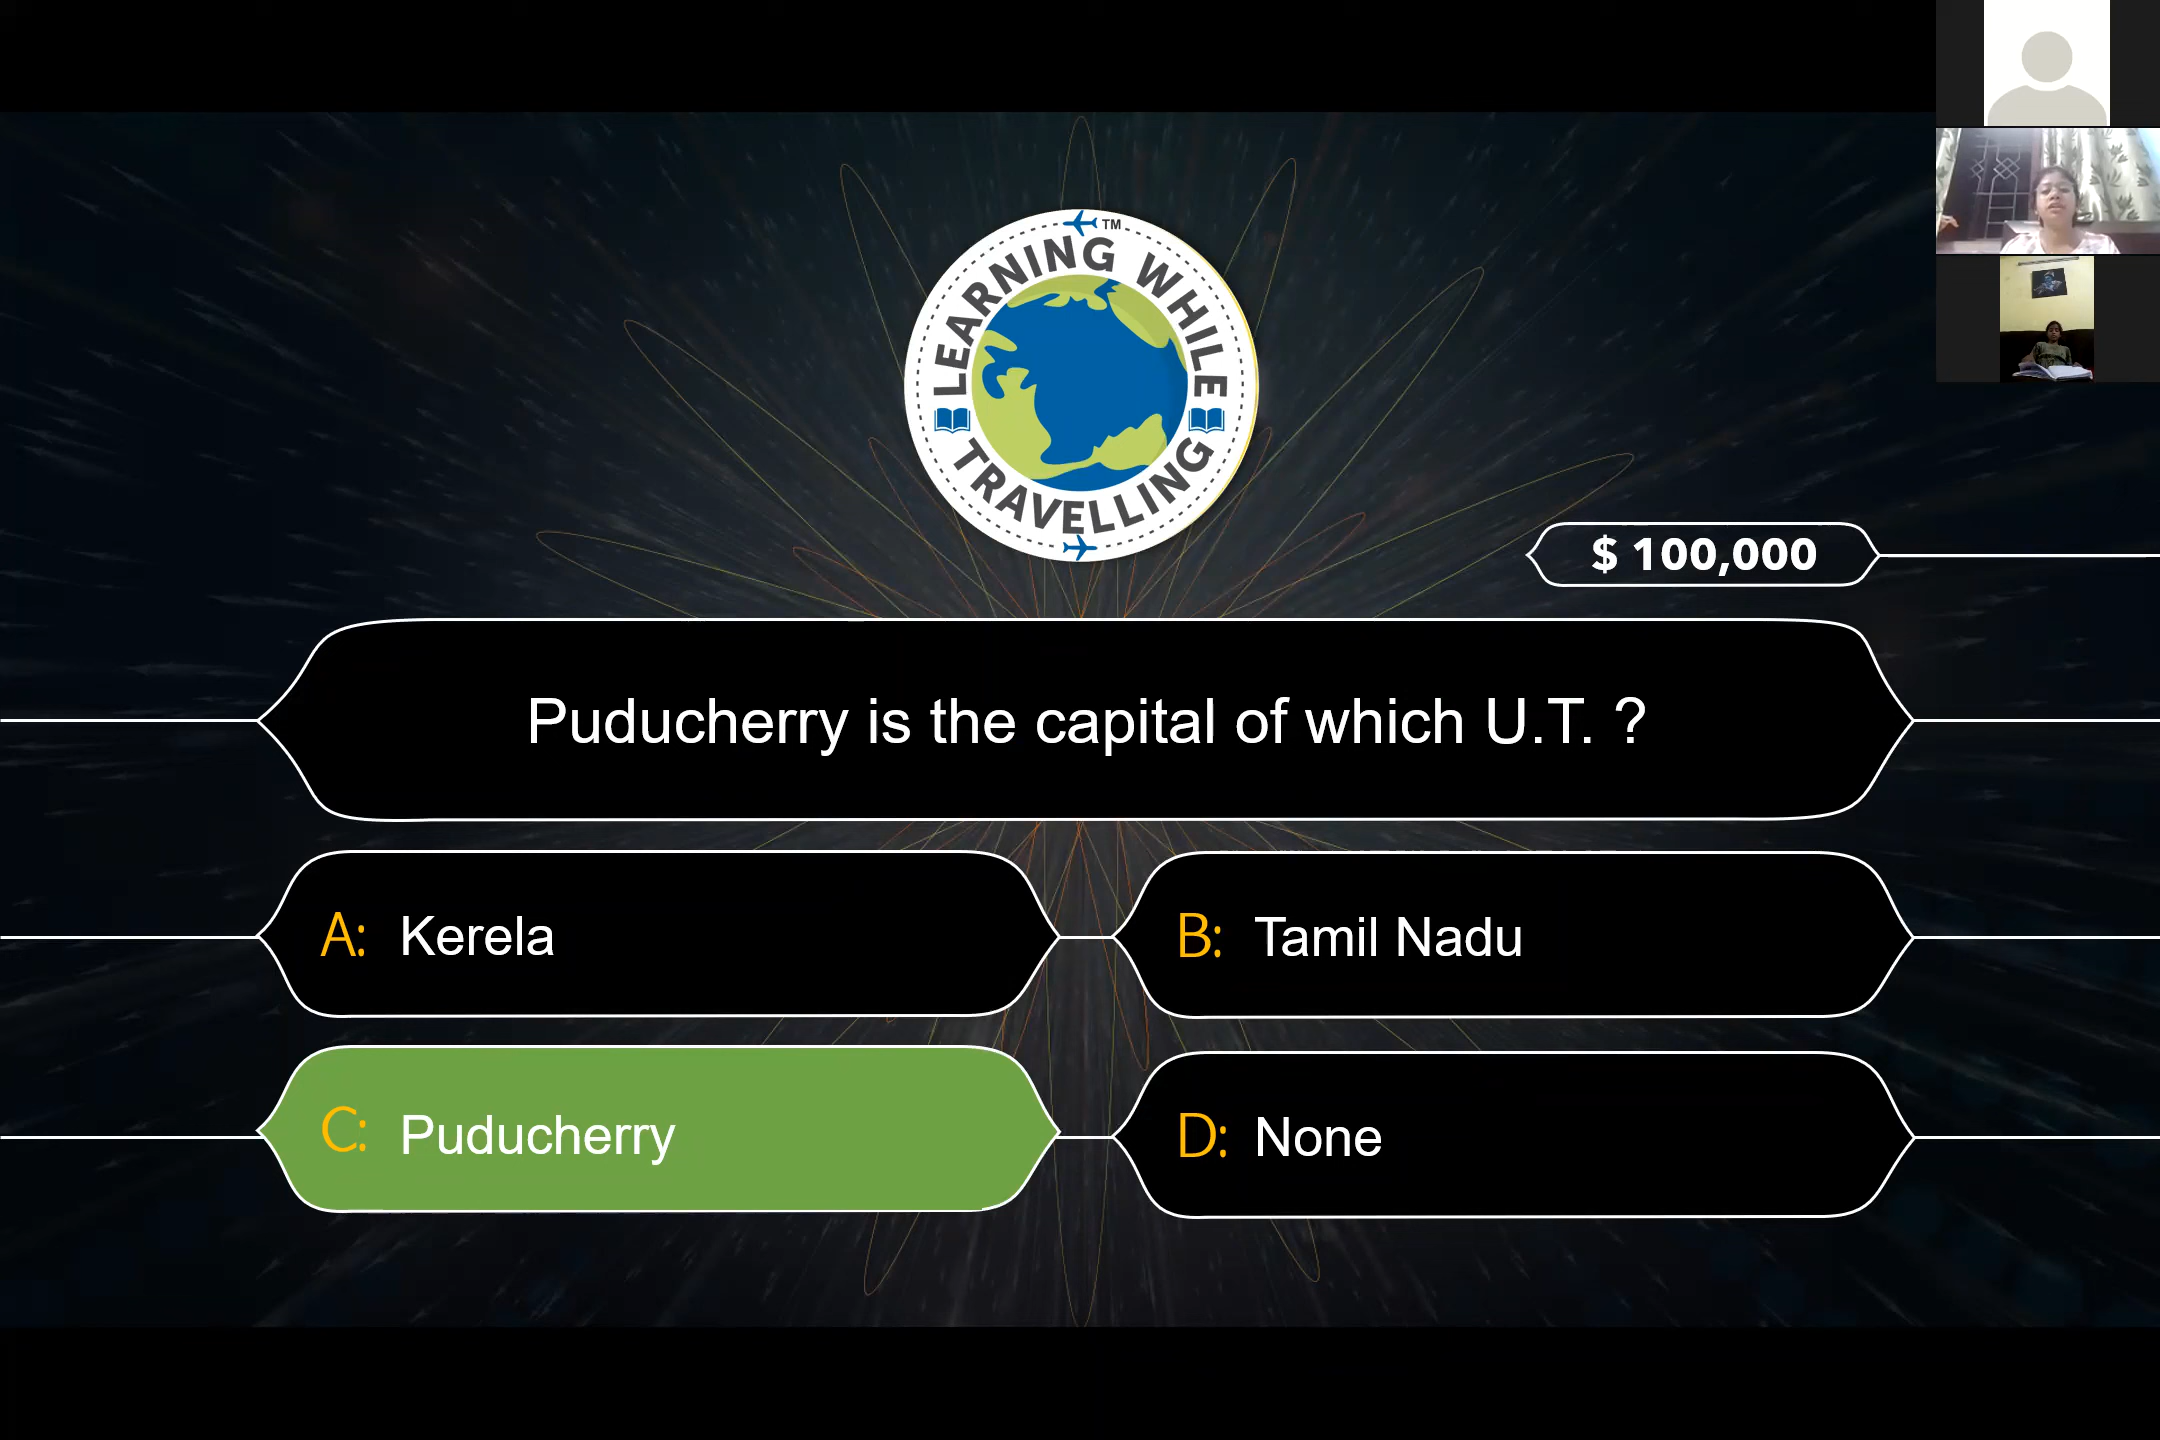 LEARNING WHILE
TRAVELLING
TM
$ 100,000
Puducherry is the capital of which U.T. ?
A: Kerela
B: Tamil Nadu
C: Puducherry
D: None